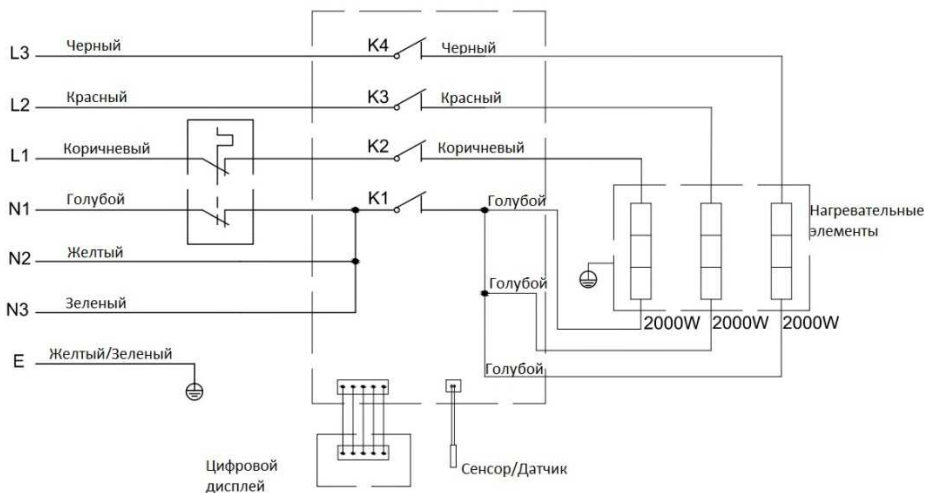 L3 Черный K4 Черный
L2 Красный K3 Красный
L1 Коричневый K2 Коричневый
N1 Голубой K1 Голубой
Нагревательные
элементы
N2 Желтый
Голубой
N3 Зеленый
2000W 2000W 2000W
E Желтый/Зеленый
Голубой
Цифровой
дисплей
Сенсор/Датчик